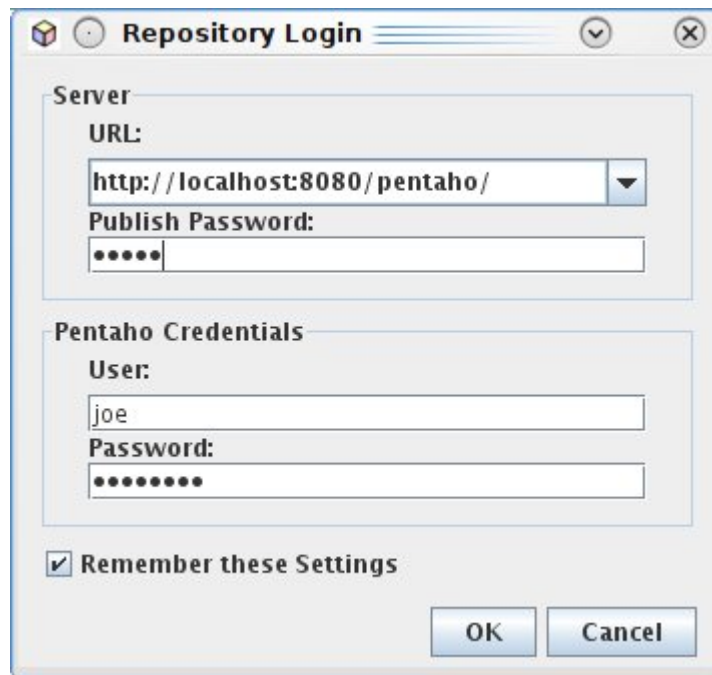 Repository Login
Server
URL:
http://localhost:8080/pentaho/
Publish Password:
•••••
Pentaho Credentials
User:
joe
Password:
••••••••
Remember these Settings
OK Cancel